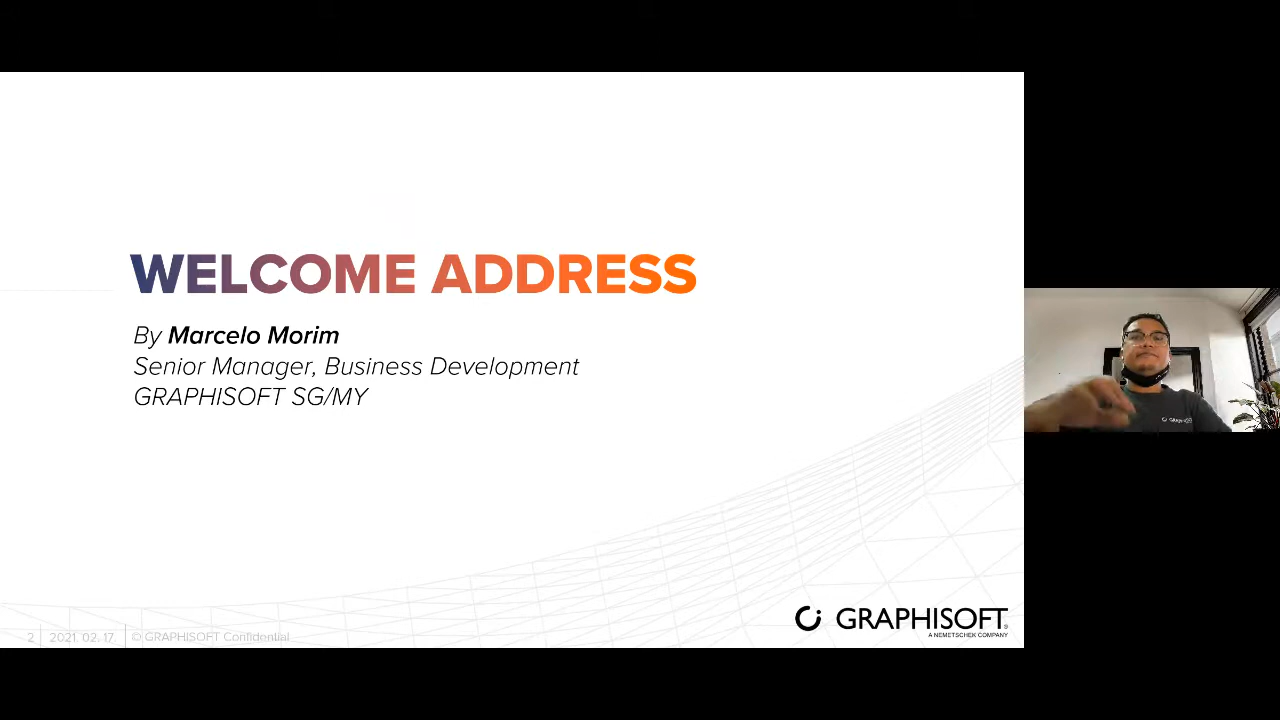 WELCOME ADDRESS
By Marcelo Morim
Senior Manager, Business Development
GRAPHISOFT SG/MY
2
2021. 02. 17.
© GRAPHISOFT Confidential
GRAPHISOFT®
A NEMETSCHEK COMPANY